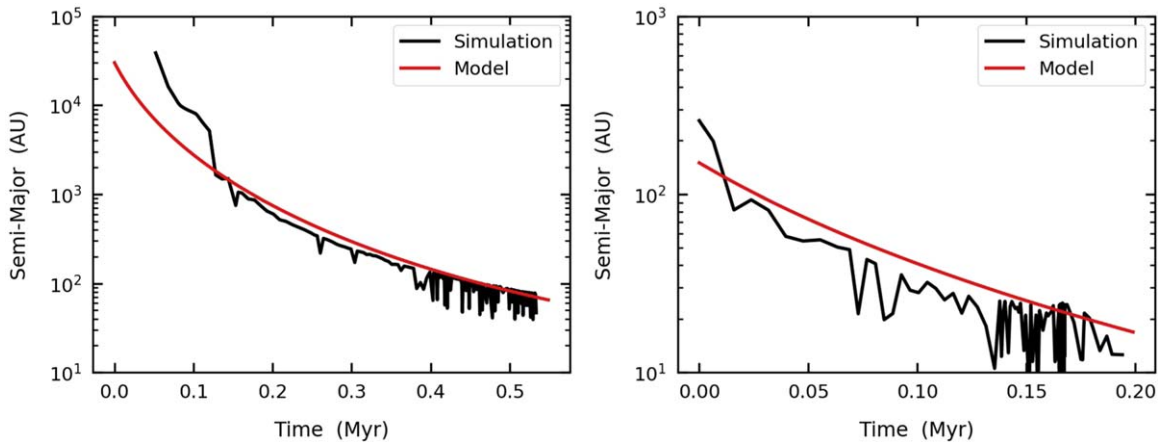 Semi-Major (AU)
10^5
10^4
10^3
10^2
10^1
Simulation
Model
0.0 0.1 0.2 0.3 0.4 0.5
Time (Myr)
Semi-Major (AU)
10^3
10^2
10^1
Simulation
Model
0.00 0.05 0.10 0.15 0.20
Time (Myr)